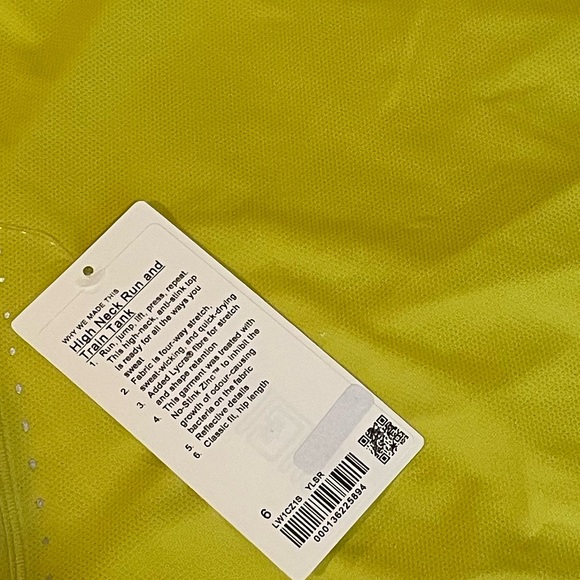 WHY WE MADE THIS
High Neck Run and
Train Tank
1. Run, jump, lift, press, repeat.
This high-neck, anti-stink top
is ready for all the ways you
sweat
2. Fabric is four-way stretch,
sweat-wicking, and quick-drying
3. Added Lycra® fibre for stretch
and shape retention
4. This garment was treated with
No-Stink Zinc™ to inhibit the
growth of odour-causing
bacteria on the fabric
5. Reflective details
6. Classic fit, hip length
6
LW1CZ1S YLSR
000136225894